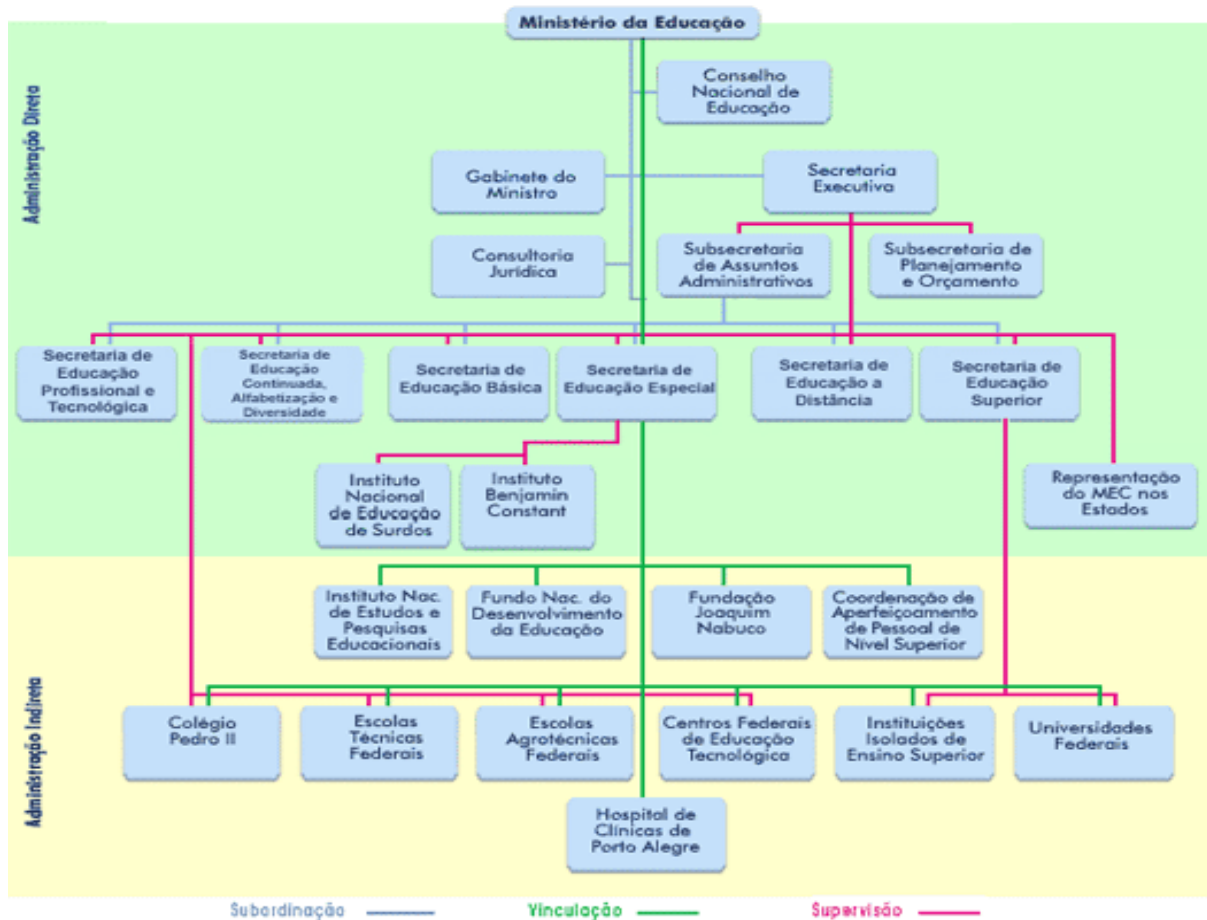 Ministério da Educação
Administração Direta
Conselho
Nacional de
Educação
Gabinete do
Ministro
Secretaria
Executiva
Consultoria
Jurídica
Subsecretaria
de Assuntos
Administrativos
Subsecretaria de
Planejamento
e Orçamento
Secretaria de
Educação
Profissional e
Tecnológica
Secretaria de
Educação
Continuada,
Alfabetização e
Diversidade
Secretaria de
Educação Básica
Secretaria de
Educação Especial
Secretaria de
Educação a
Distância
Secretaria de
Educação
Superior
Instituto
Nacional
de Educação
de Surdos
Instituto
Benjamin
Constant
Representação
do MEC nos
Estados
Administração Indireta
Instituto Nac.
de Estudos e
Pesquisas
Educacionais
Fundo Nac. do
Desenvolvimento
da Educação
Fundação
Joaquim
Nabuco
Coordenação de
Aperfeiçoamento
de Pessoal de
Nível Superior
Colégio
Pedro II
Escolas
Técnicas
Federais
Escolas
Agrotécnicas
Federais
Centros Federais
de Educação
Tecnológica
Instituições
Isolados de
Ensino Superior
Universidades
Federais
Hospital de
Clínicas de
Porto Alegre
Subordinação
Vinculação
Supervisão